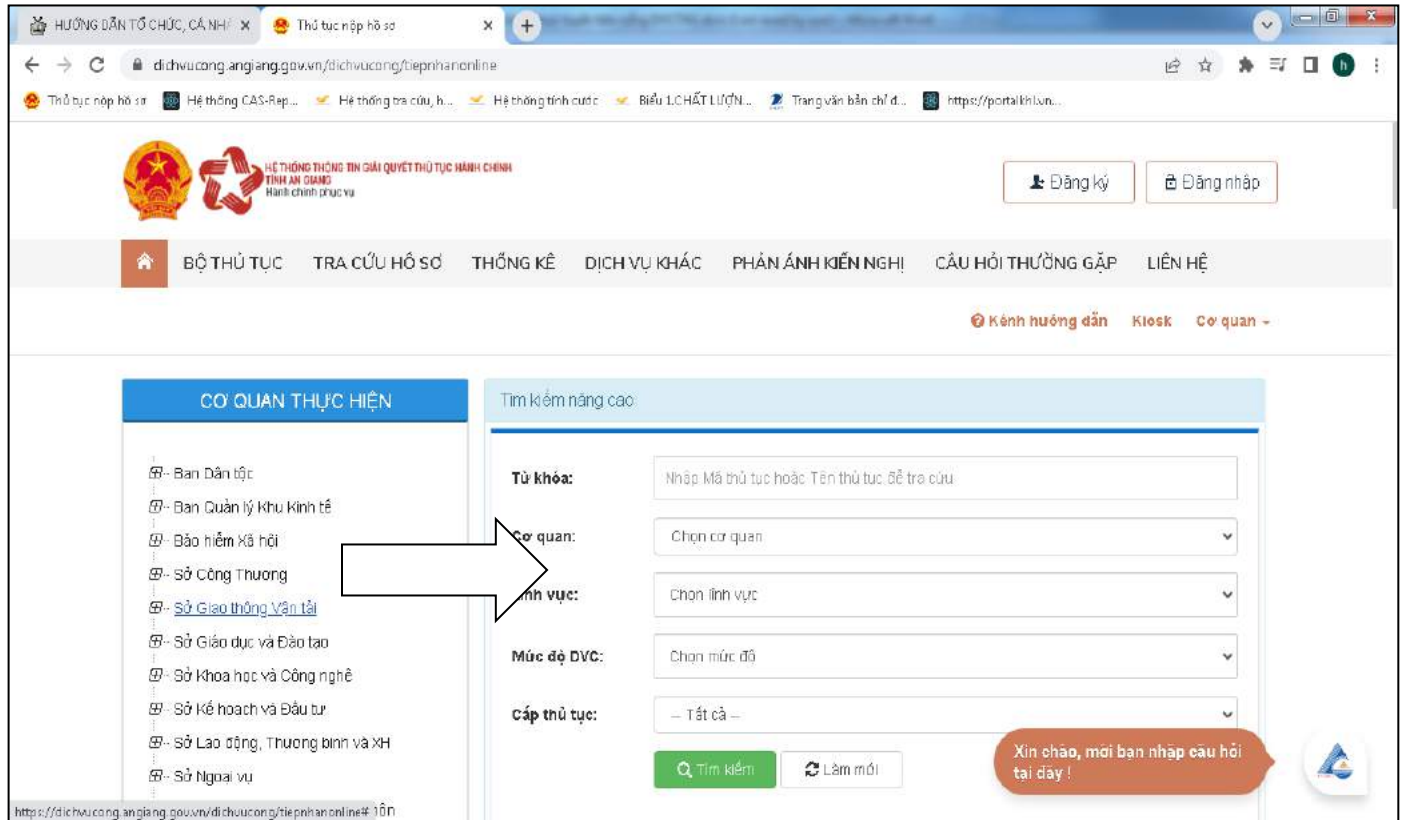 HƯỚNG DẪN TỔ CHỨC, CÁ NH
Thủ tục nộp hồ sơ
dichvucong.angiang.gov.vn/dichvucong/tiepnhanonline
h
Thủ tục nộp hồ sơ Hệ thống CAS-Rep... Hệ thống tra cứu, h... Hệ thống tính cước Biểu 1.CHẤT LƯỢN... Trang văn bản chỉ đ... https://portalkhl.vn...
HỆ THỐNG THÔNG TIN GIẢI QUYẾT THỦ TỤC HÀNH CHÍNH
TỈNH AN GIANG
Hành chính phục vụ
Đăng ký Đăng nhập
BỘ THỦ TỤC TRA CỨU HỒ SƠ THỐNG KÊ DỊCH VỤ KHÁC PHẢN ÁNH KIẾN NGHỊ CÂU HỎI THƯỜNG GẶP LIÊN HỆ
Kênh hướng dẫn Kiosk Cơ quan
CƠ QUAN THỰC HIỆN
Ban Dân tộc
Ban Quản lý Khu Kinh tế
Bảo hiểm Xã hội
Sở Công Thương
Sở Giao thông Vận tải
Sở Giáo dục và Đào tạo
Sở Khoa học và Công nghệ
Sở Kế hoạch và Đầu tư
Sở Lao động, Thương binh và XH
Sở Ngoại vụ
Tìm kiếm nâng cao
Từ khóa: Nhập Mã thủ tục hoặc Tên thủ tục để tra cứu
Cơ quan: Chọn cơ quan
ĩnh vực: Chọn lĩnh vực
Mức độ DVC: Chọn mức độ
Cấp thủ tục: -- Tất cả --
Tìm kiếm Làm mới
Xin chào, mời bạn nhập câu hỏi
tại đây !
https://dichvucong.angiang.gov.vn/dichvucong/tiepnhanonline#